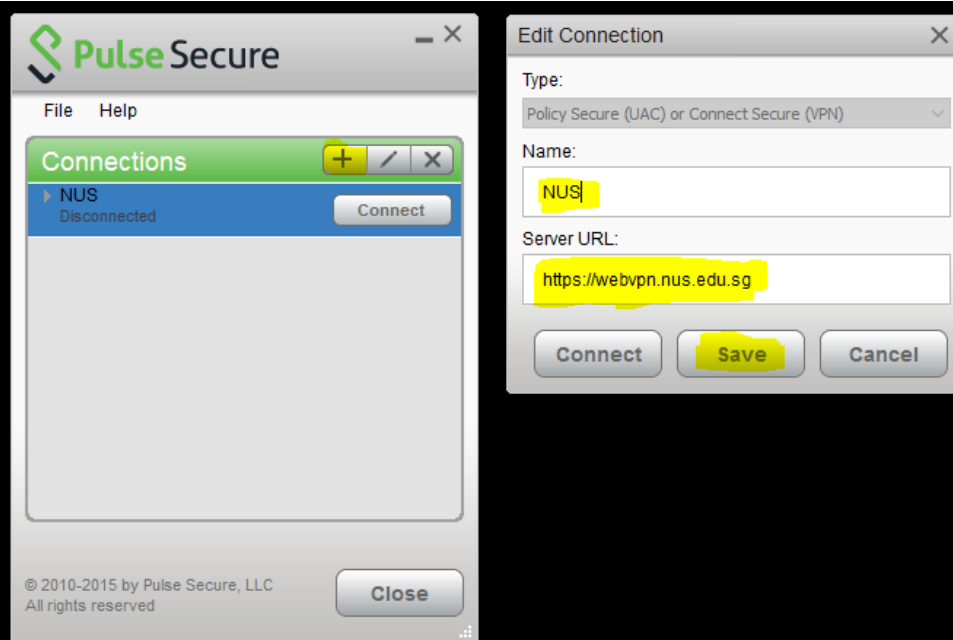 Pulse Secure
File Help
Connections
NUS
Disconnected
Connect
© 2010-2015 by Pulse Secure, LLC
All rights reserved
Close
Edit Connection
Type:
Policy Secure (UAC) or Connect Secure (VPN)
Name:
NUS
Server URL:
https://webvpn.nus.edu.sg
Connect Save Cancel